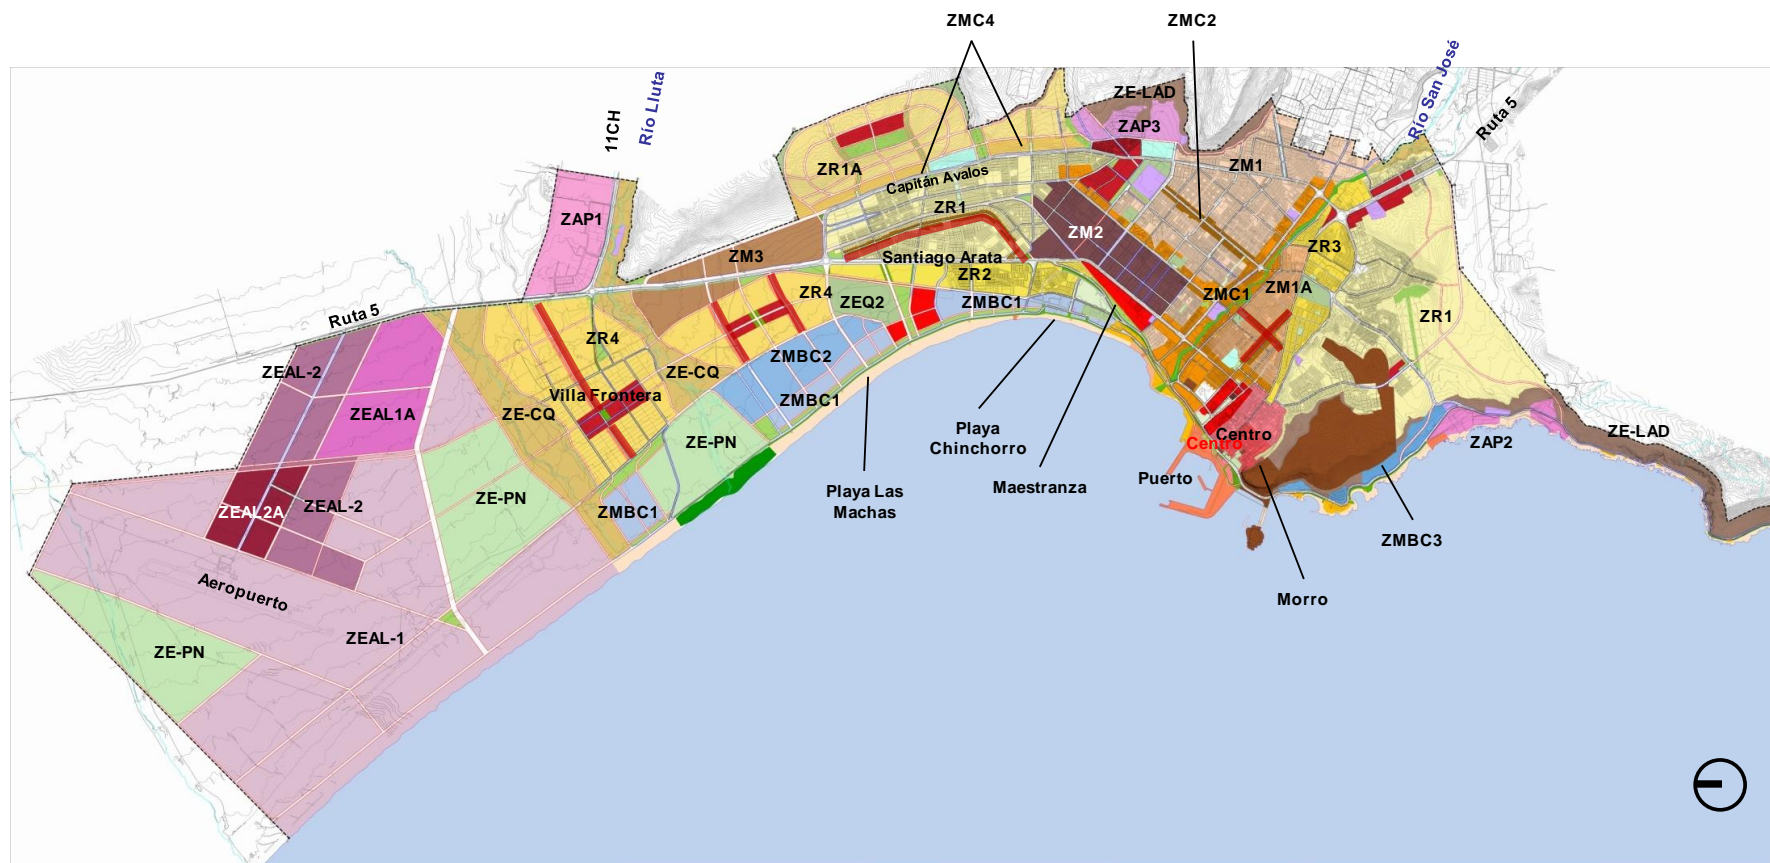 ZMC4
ZMC2
Río Lluta
11CH
Río San José
Ruta 5
ZE-LAD
ZAP3
ZM1
ZR1A
Capitán Avalos
ZAP1
ZR1
ZM2
ZM3
Santiago Arata
ZR2
ZR3
ZR4
ZEQ2
ZMBC1
ZMC1
ZM1A
ZR1
Ruta 5
ZR4
ZMBC2
ZEAL-2
ZE-CQ
Villa Frontera
ZMBC1
ZEAL1A
ZE-CQ
ZE-PN
Playa
Chinchorro
Centro
Centro
ZAP2
ZE-LAD
Maestranza
Puerto
Playa Las
Machas
ZE-PN
ZEAL-2
ZEAL2A
ZMBC1
ZMBC3
Aeropuerto
Morro
ZEAL-1
ZE-PN